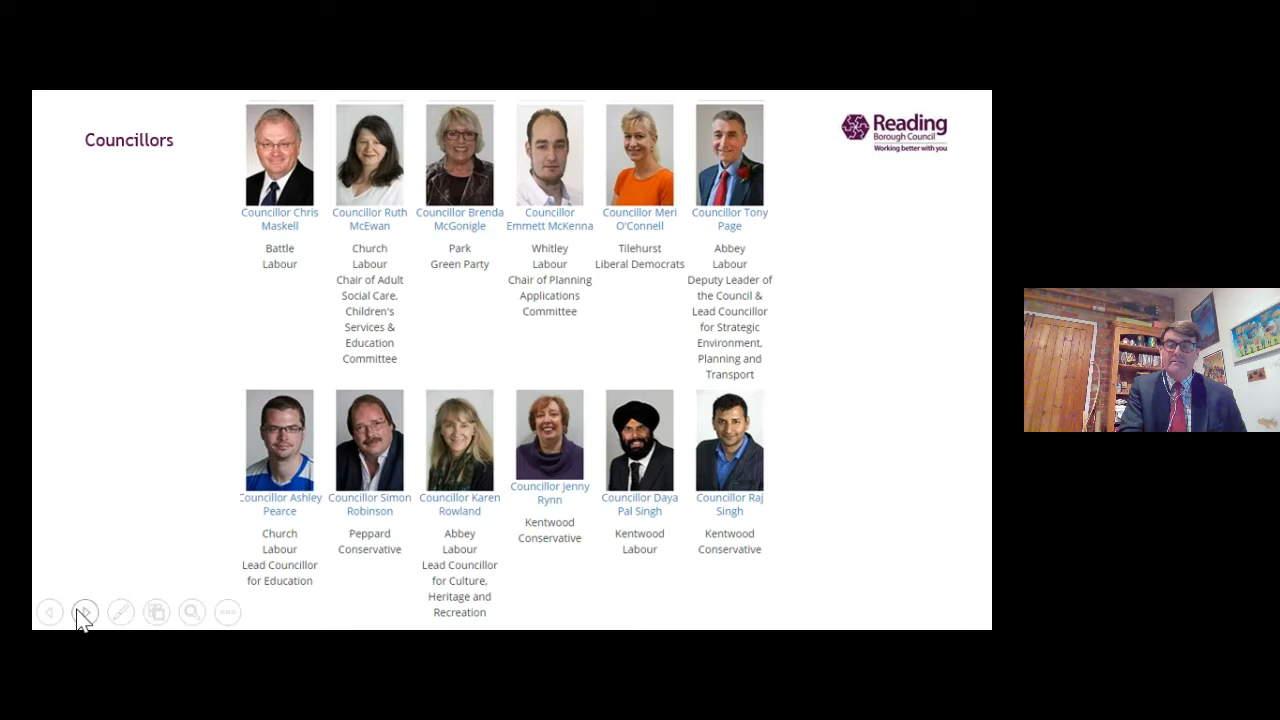 Councillors
Reading
Borough Council
Working better with you
Councillor Chris
Maskell
Battle
Labour
Councillor Ruth
McEwan
Church
Labour
Chair of Adult
Social Care,
Children's
Services &
Education
Committee
Councillor Brenda
McGonigle
Park
Green Party
Councillor
Emmett McKenna
Whitley
Labour
Chair of Planning
Applications
Committee
Councillor Meri
O'Connell
Tilehurst
Liberal Democrats
Councillor Tony
Page
Abbey
Labour
Deputy Leader of
the Council &
Lead Councillor
for Strategic
Environment,
Planning and
Transport
Councillor Ashley
Pearce
Church
Labour
Lead Councillor
for Education
Councillor Simon
Robinson
Peppard
Conservative
Councillor Karen
Rowland
Abbey
Labour
Lead Councillor
for Culture,
Heritage and
Recreation
Councillor Jenny
Rynn
Kentwood
Conservative
Councillor Daya
Pal Singh
Kentwood
Labour
Councillor Raj
Singh
Kentwood
Conservative